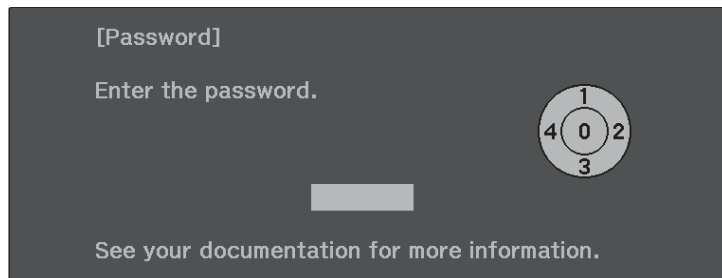 [Password]
Enter the password.
1
4 0 2
3
See your documentation for more information.